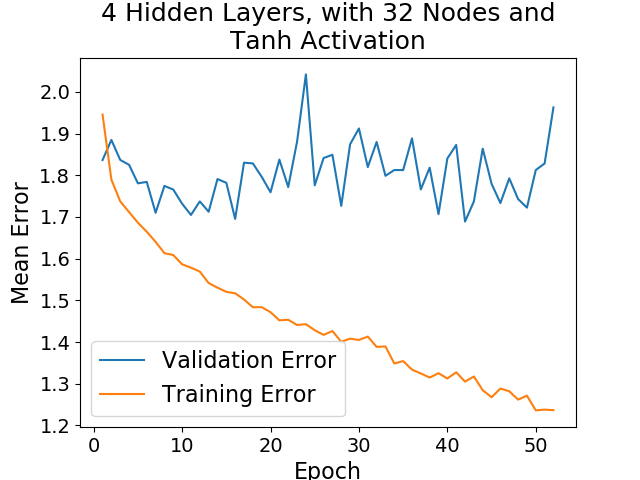 4 Hidden Layers, with 32 Nodes and
Tanh Activation
Mean Error
2.0
1.9
1.8
1.7
1.6
1.5
1.4
1.3
1.2
Validation Error
Training Error
0 10 20 30 40 50
Epoch